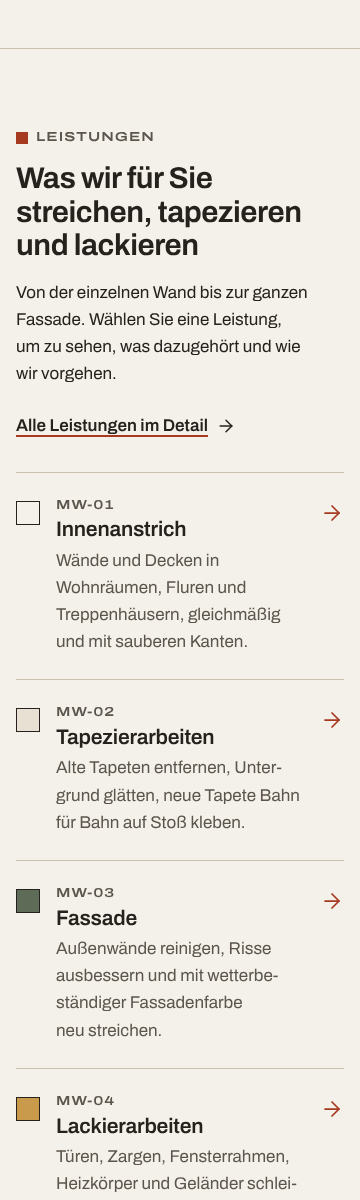 LEISTUNGEN
Was wir für Sie
streichen, tapezieren
und lackieren
Von der einzelnen Wand bis zur ganzen
Fassade. Wählen Sie eine Leistung,
um zu sehen, was dazugehört und wie
wir vorgehen.
Alle Leistungen im Detail →
MW-01
Innenanstrich
Wände und Decken in
Wohnräumen, Fluren und
Treppenhäusern, gleichmäßig
und mit sauberen Kanten.
MW-02
Tapezierarbeiten
Alte Tapeten entfernen, Unter-
grund glätten, neue Tapete Bahn
für Bahn auf Stoß kleben.
MW-03
Fassade
Außenwände reinigen, Risse
ausbessern und mit wetterbe-
ständiger Fassadenfarbe
neu streichen.
MW-04
Lackierarbeiten
Türen, Zargen, Fensterrahmen,
Heizkörper und Geländer schlei-